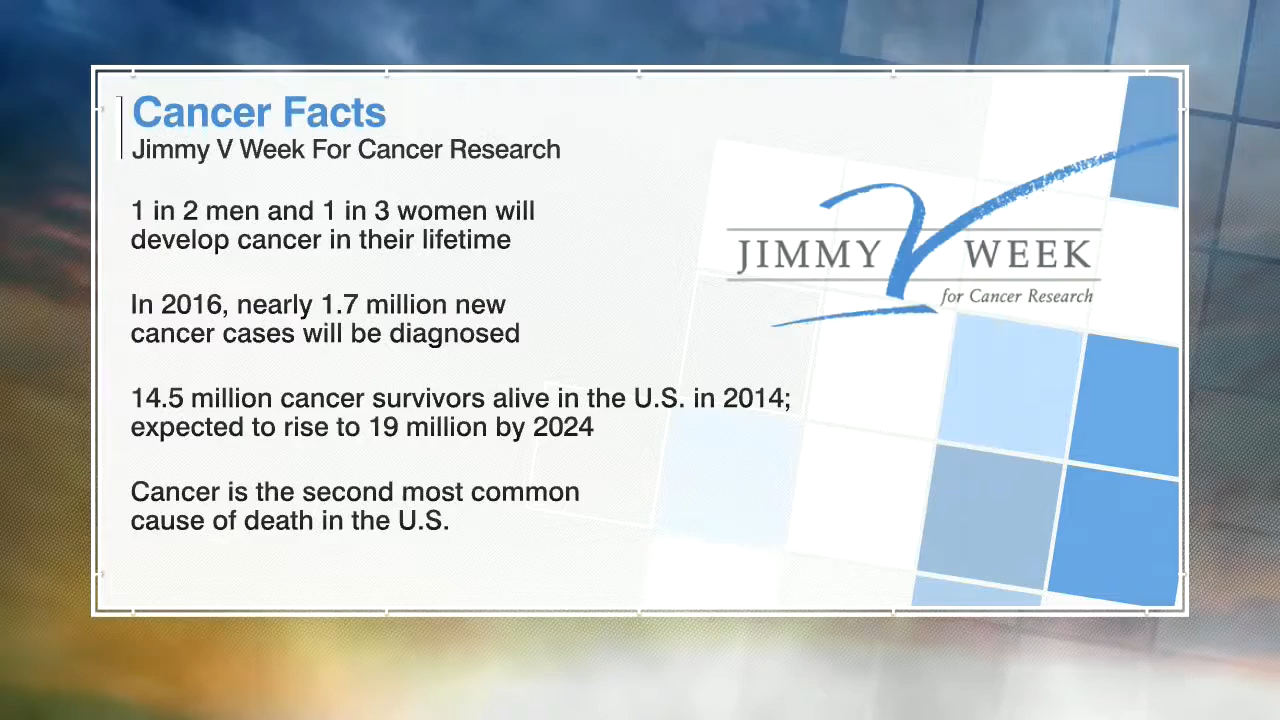 Cancer Facts
Jimmy V Week For Cancer Research
1 in 2 men and 1 in 3 women will
develop cancer in their lifetime
In 2016, nearly 1.7 million new
cancer cases will be diagnosed
14.5 million cancer survivors alive in the U.S. in 2014;
expected to rise to 19 million by 2024
Cancer is the second most common
cause of death in the U.S.
JIMMY V WEEK
for Cancer Research